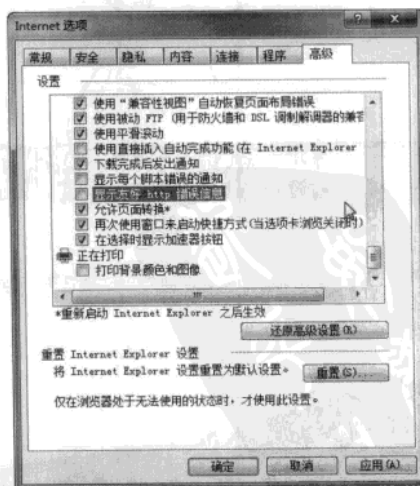 Internet 选项
常规 安全 隐私 内容 连接 程序 高级
设置
使用“兼容性视图”自动恢复页面布局错误
使用被动 FTP (用于防火墙和 DSL 调制解调器的兼容
使用平滑滚动
使用直接插入自动完成功能(在 Internet Explorer
下载完成后发出通知
显示每个脚本错误的通知
显示友好 http 错误信息
允许页面转换*
再次使用窗口来启动快捷方式(当选项卡浏览关闭时)
在选择时显示加速器按钮
正在打印
打印背景颜色和图像
*重新启动 Internet Explorer 之后生效
还原高级设置(R)
重置 Internet Explorer 设置
将 Internet Explorer 设置重置为默认设置。 重置(S)...
仅在浏览器处于无法使用的状态时，才使用此设置。
确定 取消 应用(A)